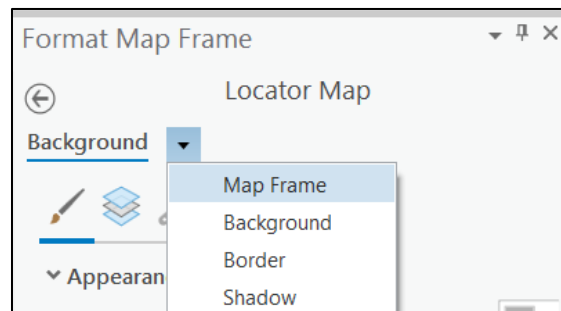 Format Map Frame
Locator Map
Background
Map Frame
Background
Border
Appearan
Shadow